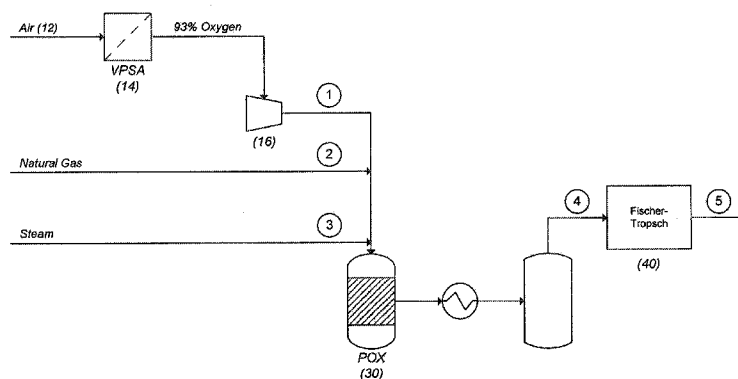 Air (12)
93% Oxygen
VPSA
(14)
1
(16)
2
Natural Gas
3
Steam
4
5
Fischer-
Tropsch
(40)
POX
(30)